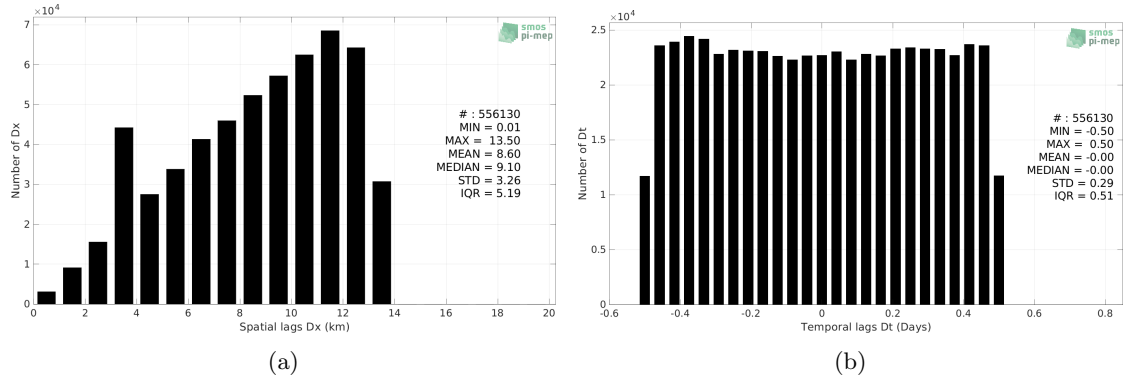 ×10⁴
7
6
5
4
3
2
1
0
Number of Dx
smos
pi-mep
# : 556130
MIN = 0.01
MAX = 13.50
MEAN = 8.60
MEDIAN = 9.10
STD = 3.26
IQR = 5.19
0 2 4 6 8 10 12 14 16 18 20
Spatial lags Dx (km)
(a)
×10⁴
2.5
2
1.5
1
0.5
0
Number of Dt
smos
pi-mep
# : 556130
MIN = -0.50
MAX = 0.50
MEAN = -0.00
MEDIAN = -0.00
STD = 0.29
IQR = 0.51
-0.6 -0.4 -0.2 0 0.2 0.4 0.6 0.8
Temporal lags Dt (Days)
(b)